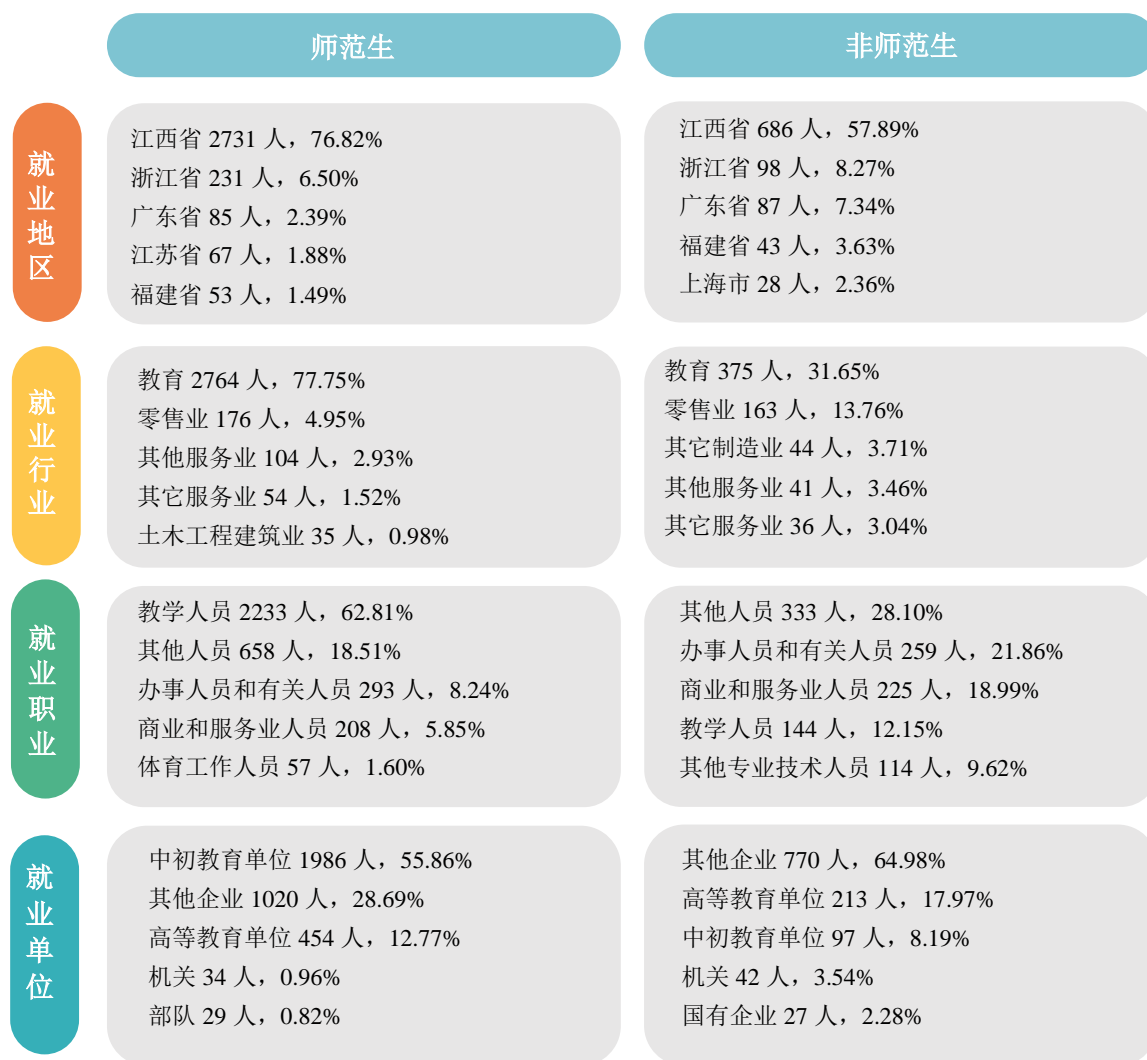 师范生
非师范生
就业地区
江西省 2731 人，76.82%
浙江省 231 人，6.50%
广东省 85 人，2.39%
江苏省 67 人，1.88%
福建省 53 人，1.49%
江西省 686 人，57.89%
浙江省 98 人，8.27%
广东省 87 人，7.34%
福建省 43 人，3.63%
上海市 28 人，2.36%
就业行业
教育 2764 人，77.75%
零售业 176 人，4.95%
其他服务业 104 人，2.93%
其它服务业 54 人，1.52%
土木工程建筑业 35 人，0.98%
教育 375 人，31.65%
零售业 163 人，13.76%
其它制造业 44 人，3.71%
其他服务业 41 人，3.46%
其它服务业 36 人，3.04%
就业职业
教学人员 2233 人，62.81%
其他人员 658 人，18.51%
办事人员和有关人员 293 人，8.24%
商业和服务业人员 208 人，5.85%
体育工作人员 57 人，1.60%
其他人员 333 人，28.10%
办事人员和有关人员 259 人，21.86%
商业和服务业人员 225 人，18.99%
教学人员 144 人，12.15%
其他专业技术人员 114 人，9.62%
就业单位
中初教育单位 1986 人，55.86%
其他企业 1020 人，28.69%
高等教育单位 454 人，12.77%
机关 34 人，0.96%
部队 29 人，0.82%
其他企业 770 人，64.98%
高等教育单位 213 人，17.97%
中初教育单位 97 人，8.19%
机关 42 人，3.54%
国有企业 27 人，2.28%